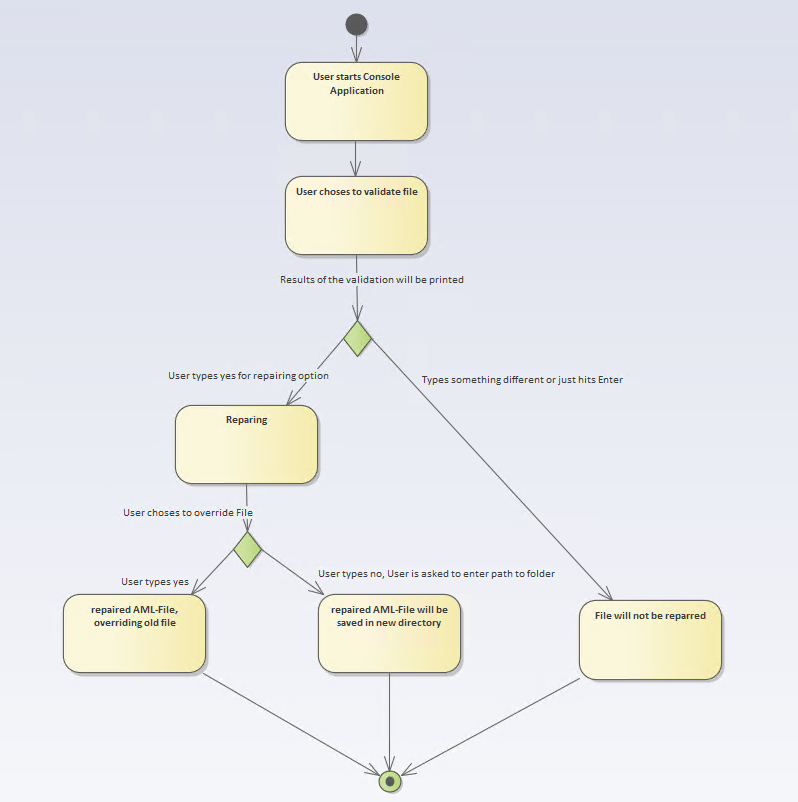 User starts Console
Application
User choses to validate file
Results of the validation will be printed
User types yes for repairing option
Types something different or just hits Enter
Reparing
User choses to override File
User types yes
User types no, User is asked to enter path to folder
repaired AML-File,
overriding old file
repaired AML-File will be
saved in new directory
File will not be reparred